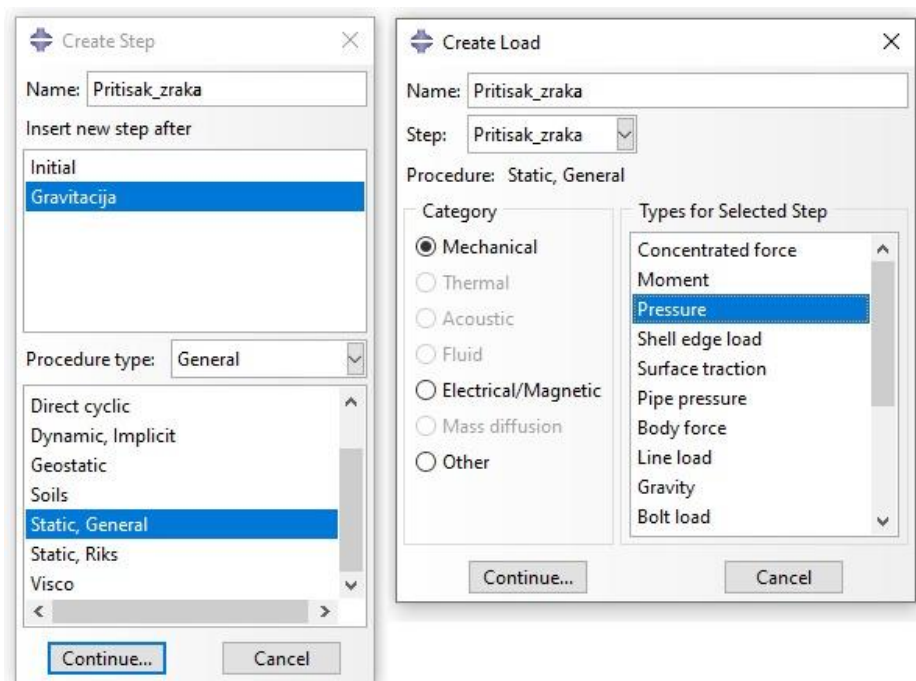 Create Step
Name: Pritisak_zraka
Insert new step after
Initial
Gravitacija
Procedure type: General
Direct cyclic
Dynamic, Implicit
Geostatic
Soils
Static, General
Static, Riks
Visco
Continue...
Cancel
Create Load
Name: Pritisak_zraka
Step: Pritisak_zraka
Procedure: Static, General
Category
Mechanical
Thermal
Acoustic
Fluid
Electrical/Magnetic
Mass diffusion
Other
Types for Selected Step
Concentrated force
Moment
Pressure
Shell edge load
Surface traction
Pipe pressure
Body force
Line load
Gravity
Bolt load
Continue...
Cancel